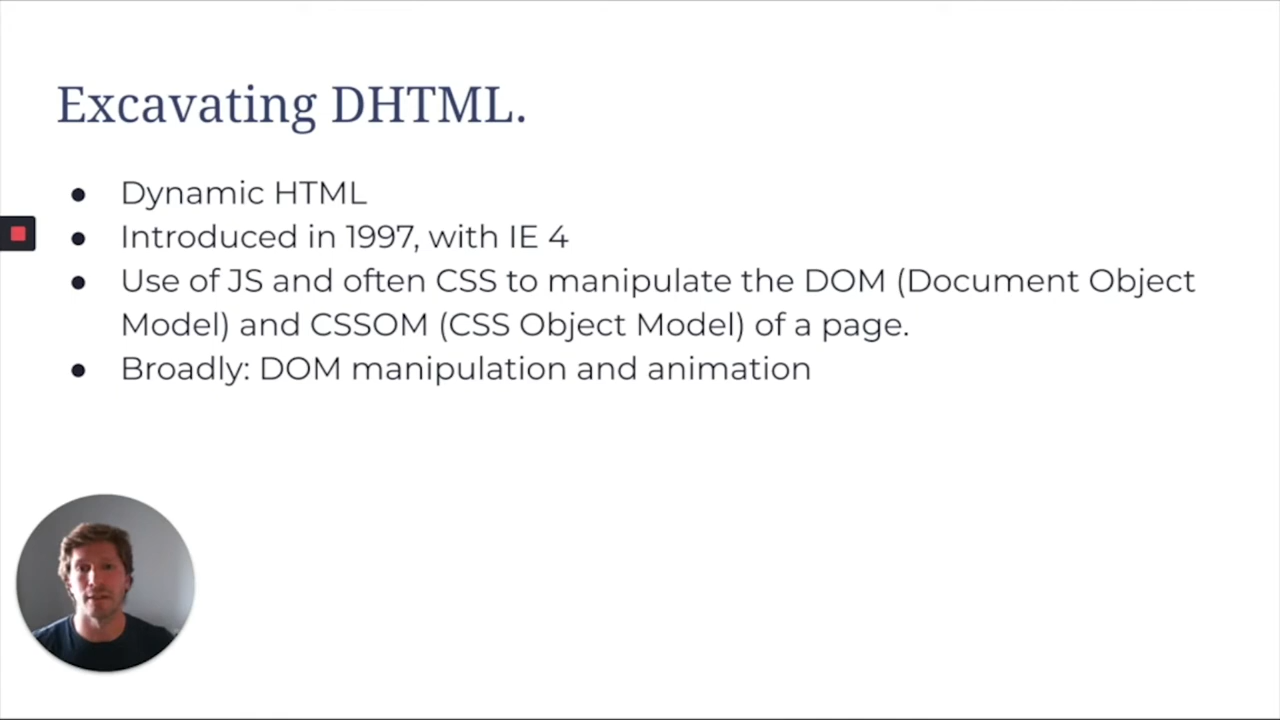 Excavating DHTML.
● Dynamic HTML
● Introduced in 1997, with IE 4
● Use of JS and often CSS to manipulate the DOM (Document Object
Model) and CSSOM (CSS Object Model) of a page.
● Broadly: DOM manipulation and animation